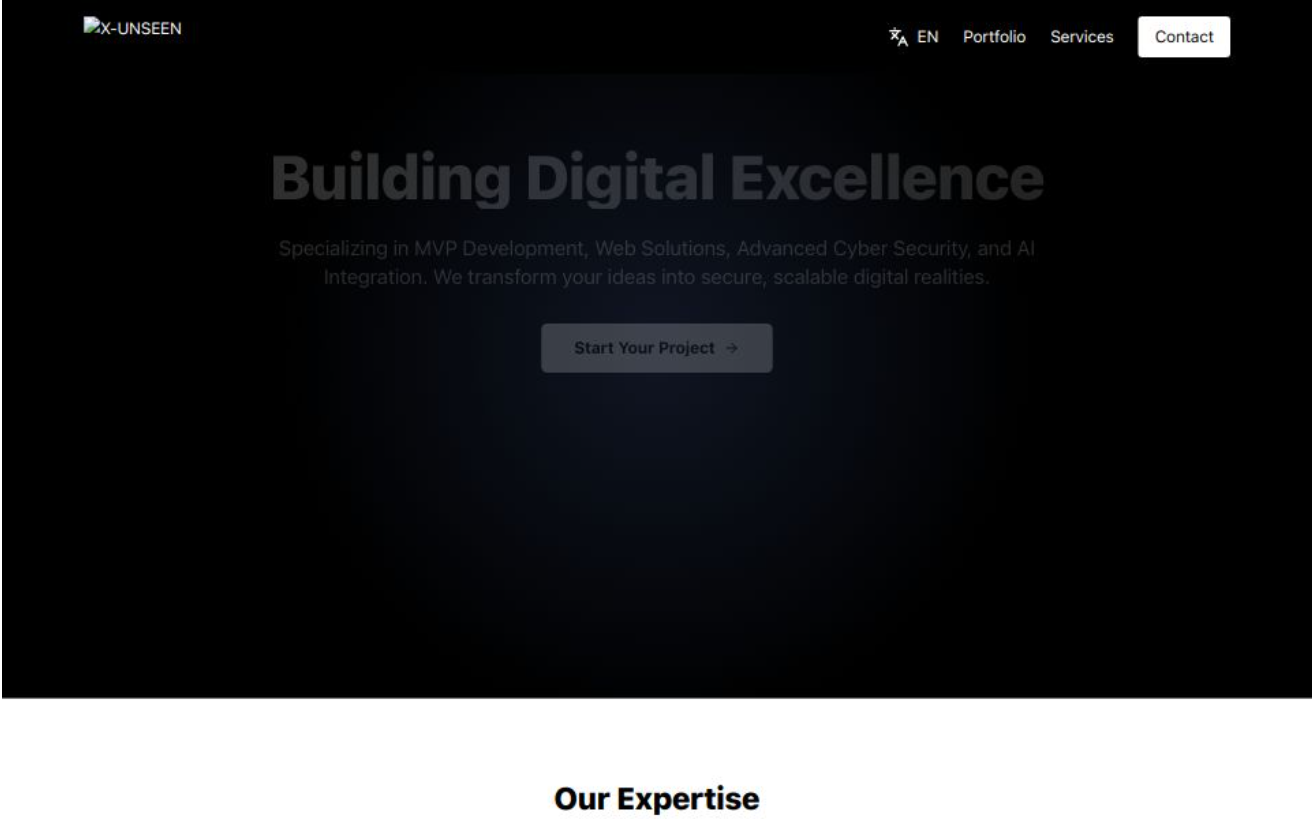 X-UNSEEN
EN Portfolio Services Contact
Building Digital Excellence
Specializing in MVP Development, Web Solutions, Advanced Cyber Security, and AI
Integration. We transform your ideas into secure, scalable digital realities.
Start Your Project →
Our Expertise